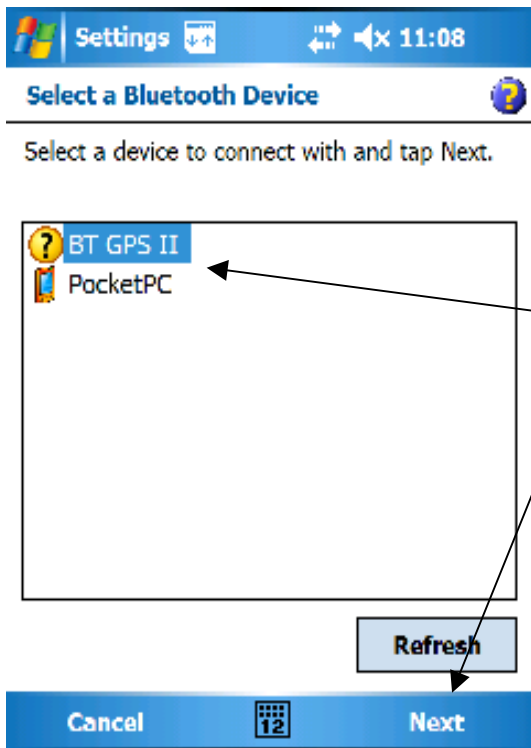 Settings 11:08
Select a Bluetooth Device
Select a device to connect with and tap Next.
BT GPS II
PocketPC
Refresh
Cancel 12 Next